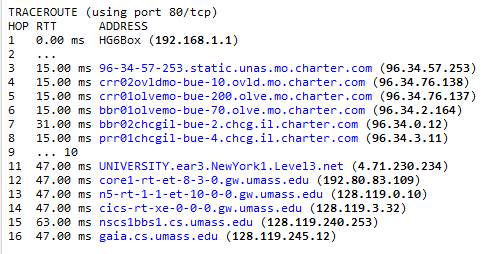 TRACEROUTE (using port 80/tcp)
HOP RTT ADDRESS
1 0.00 ms HG6Box (192.168.1.1)
2 ...
3 15.00 ms 96-34-57-253.static.unas.mo.charter.com (96.34.57.253)
4 15.00 ms crr02ovldmo-bue-10.ovld.mo.charter.com (96.34.76.138)
5 15.00 ms crr01olvemo-bue-200.olve.mo.charter.com (96.34.76.137)
6 15.00 ms bbr01olvemo-bue-70.olve.mo.charter.com (96.34.2.164)
7 31.00 ms bbr02chcgil-bue-2.chcg.il.charter.com (96.34.0.12)
8 15.00 ms prr01chcgil-bue-4.chcg.il.charter.com (96.34.3.11)
9 ... 10
11 47.00 ms UNIVERSITY.ear3.NewYork1.Level3.net (4.71.230.234)
12 47.00 ms core1-rt-et-8-3-0.gw.umass.edu (192.80.83.109)
13 47.00 ms n5-rt-1-1-et-10-0-0.gw.umass.edu (128.119.0.10)
14 47.00 ms cics-rt-xe-0-0-0.gw.umass.edu (128.119.3.32)
15 63.00 ms nscs1bbs1.cs.umass.edu (128.119.240.253)
16 47.00 ms gaia.cs.umass.edu (128.119.245.12)